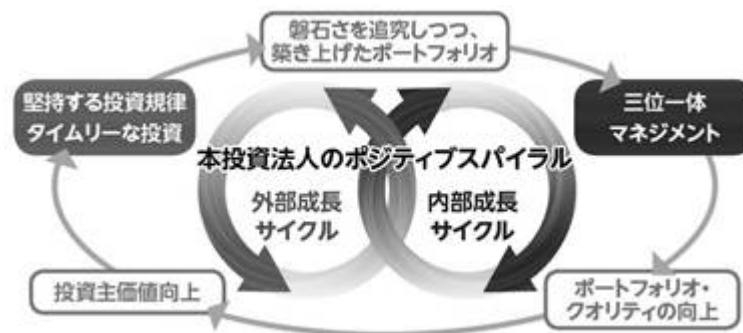 磐石さを追究しつつ、
築き上げたポートフォリオ
堅持する投資規律
タイムリーな投資
三位一体
マネジメント
本投資法人のポジティブスパイラル
外部成長
サイクル
内部成長
サイクル
投資主価値向上
ポートフォリオ・
クオリティの向上